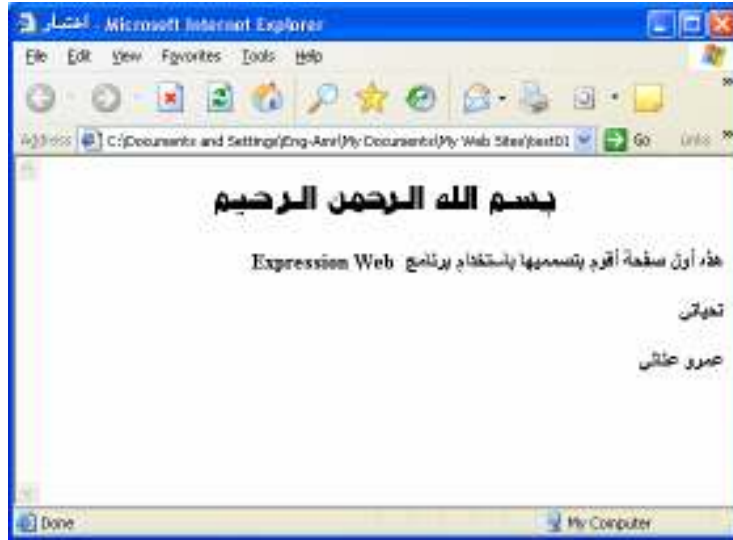 اختبار - Microsoft Internet Explorer
File Edit View Favorites Tools Help
Address C:\Documents and Settings\Eng-Amr\My Documents\My Web Sites\test01 Go Links
بسم الله الرحمن الرحيم
هذه أول صفحة أقوم بتصميمها باستخدام برنامج Expression Web
تحياتى
عمرو
Done My Computer